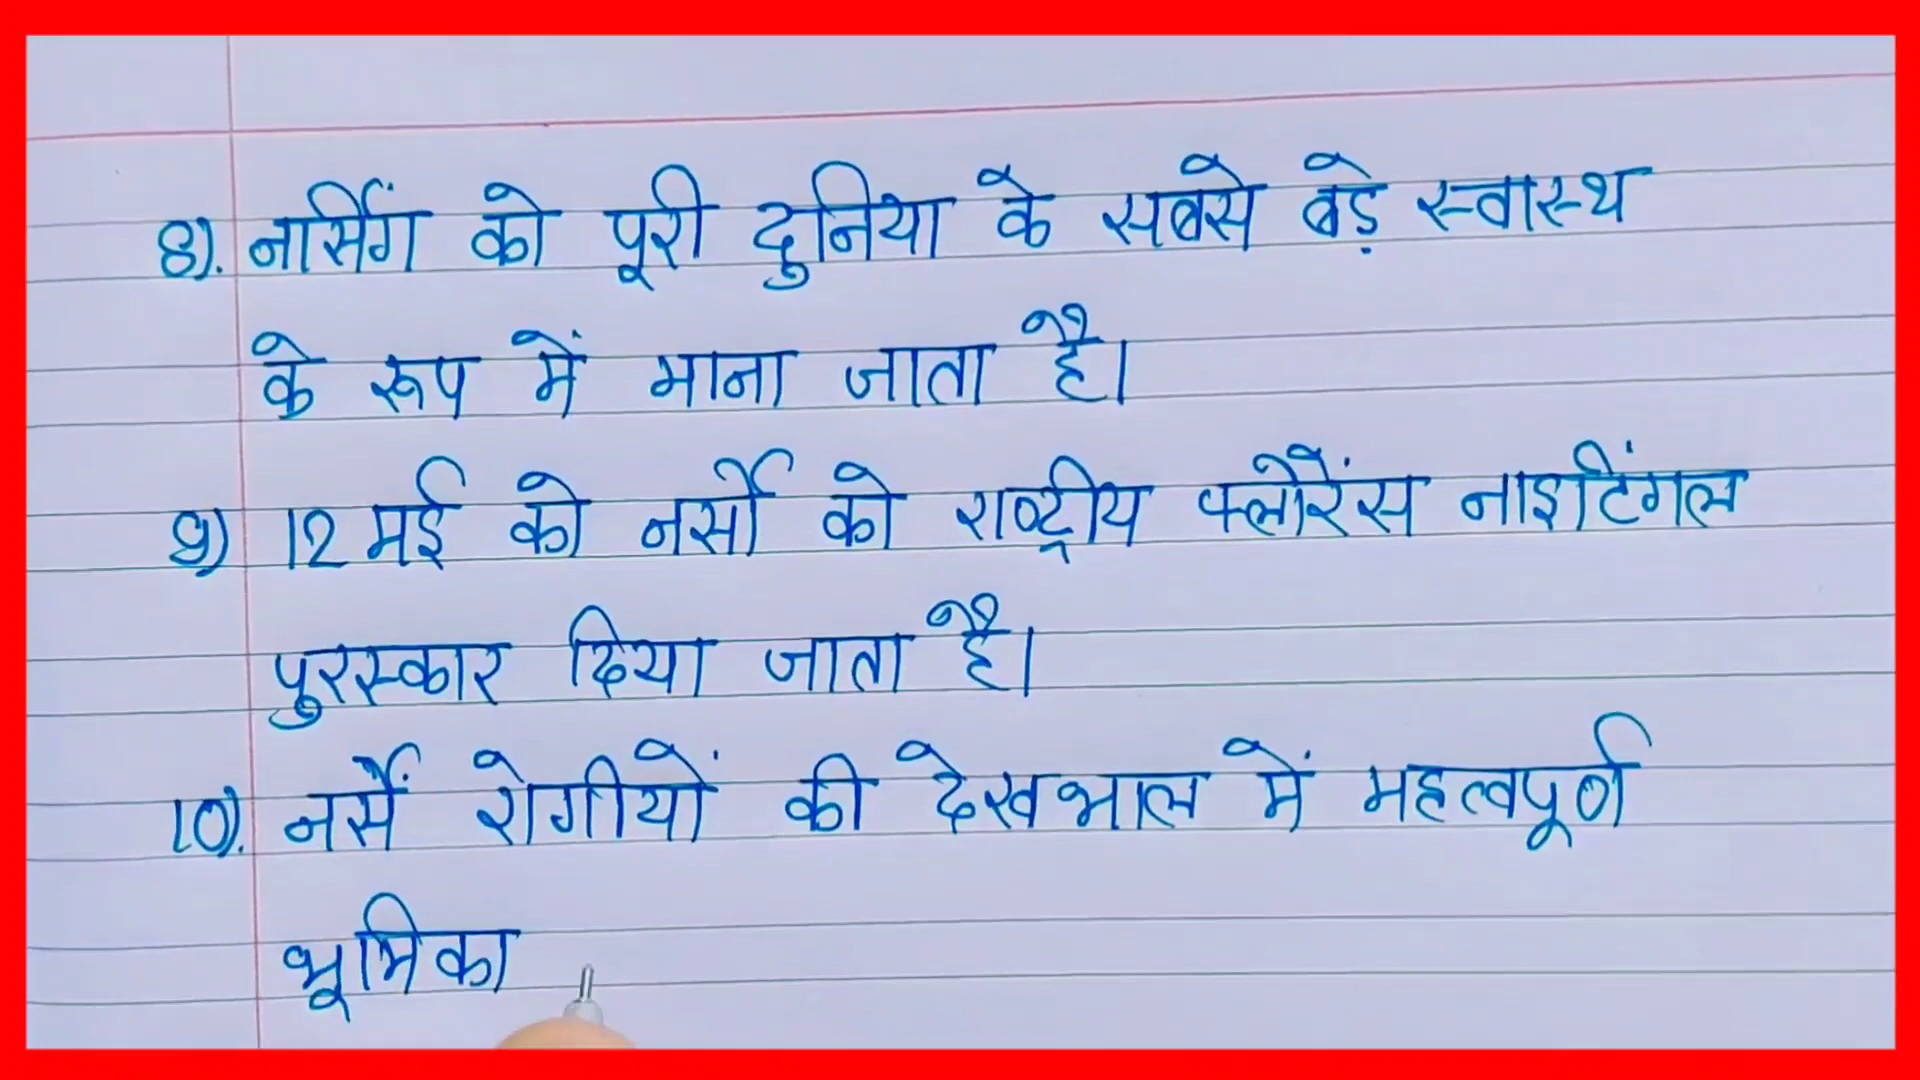 8). नर्सिंग को पूरी दुनिया के सबसे बड़े स्वास्थ
के रूप में माना जाता है।
9) 12 मई को नर्सों को राष्ट्रीय फ्लोरेंस नाइटिंगल
पुरस्कार दिया जाता है।
10). नर्सें रोगीयों की देखभाल में महत्वपूर्ण
भूमिका